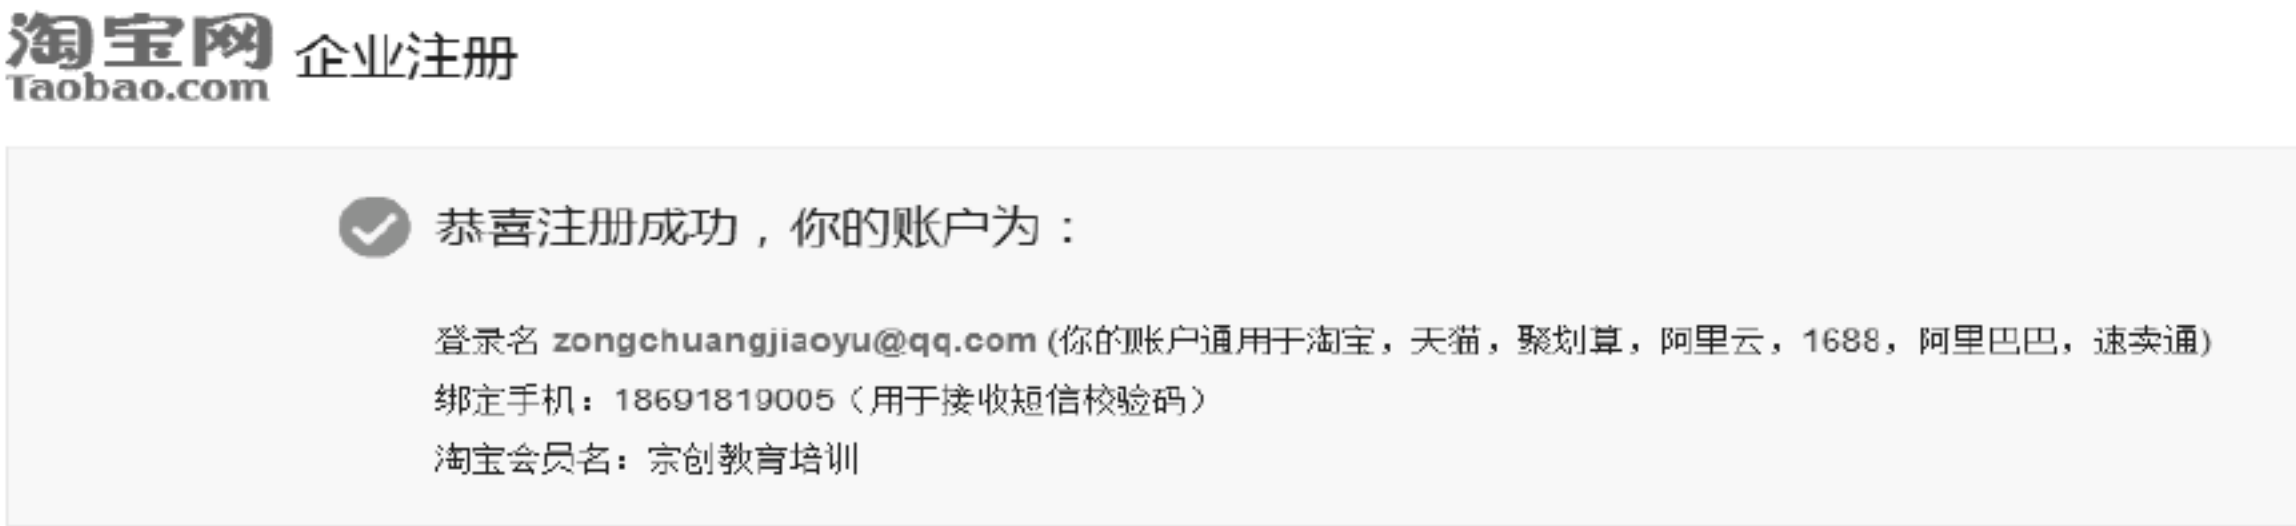 淘宝网 企业注册
Taobao.com
恭喜注册成功，你的账户为：
登录名 zongchuangjiaoyu@qq.com (你的账户通用于淘宝，天猫，聚划算，阿里云，1688，阿里巴巴，速卖通)
绑定手机：18691819005（用于接收短信校验码）
淘宝会员名：宗创教育培训